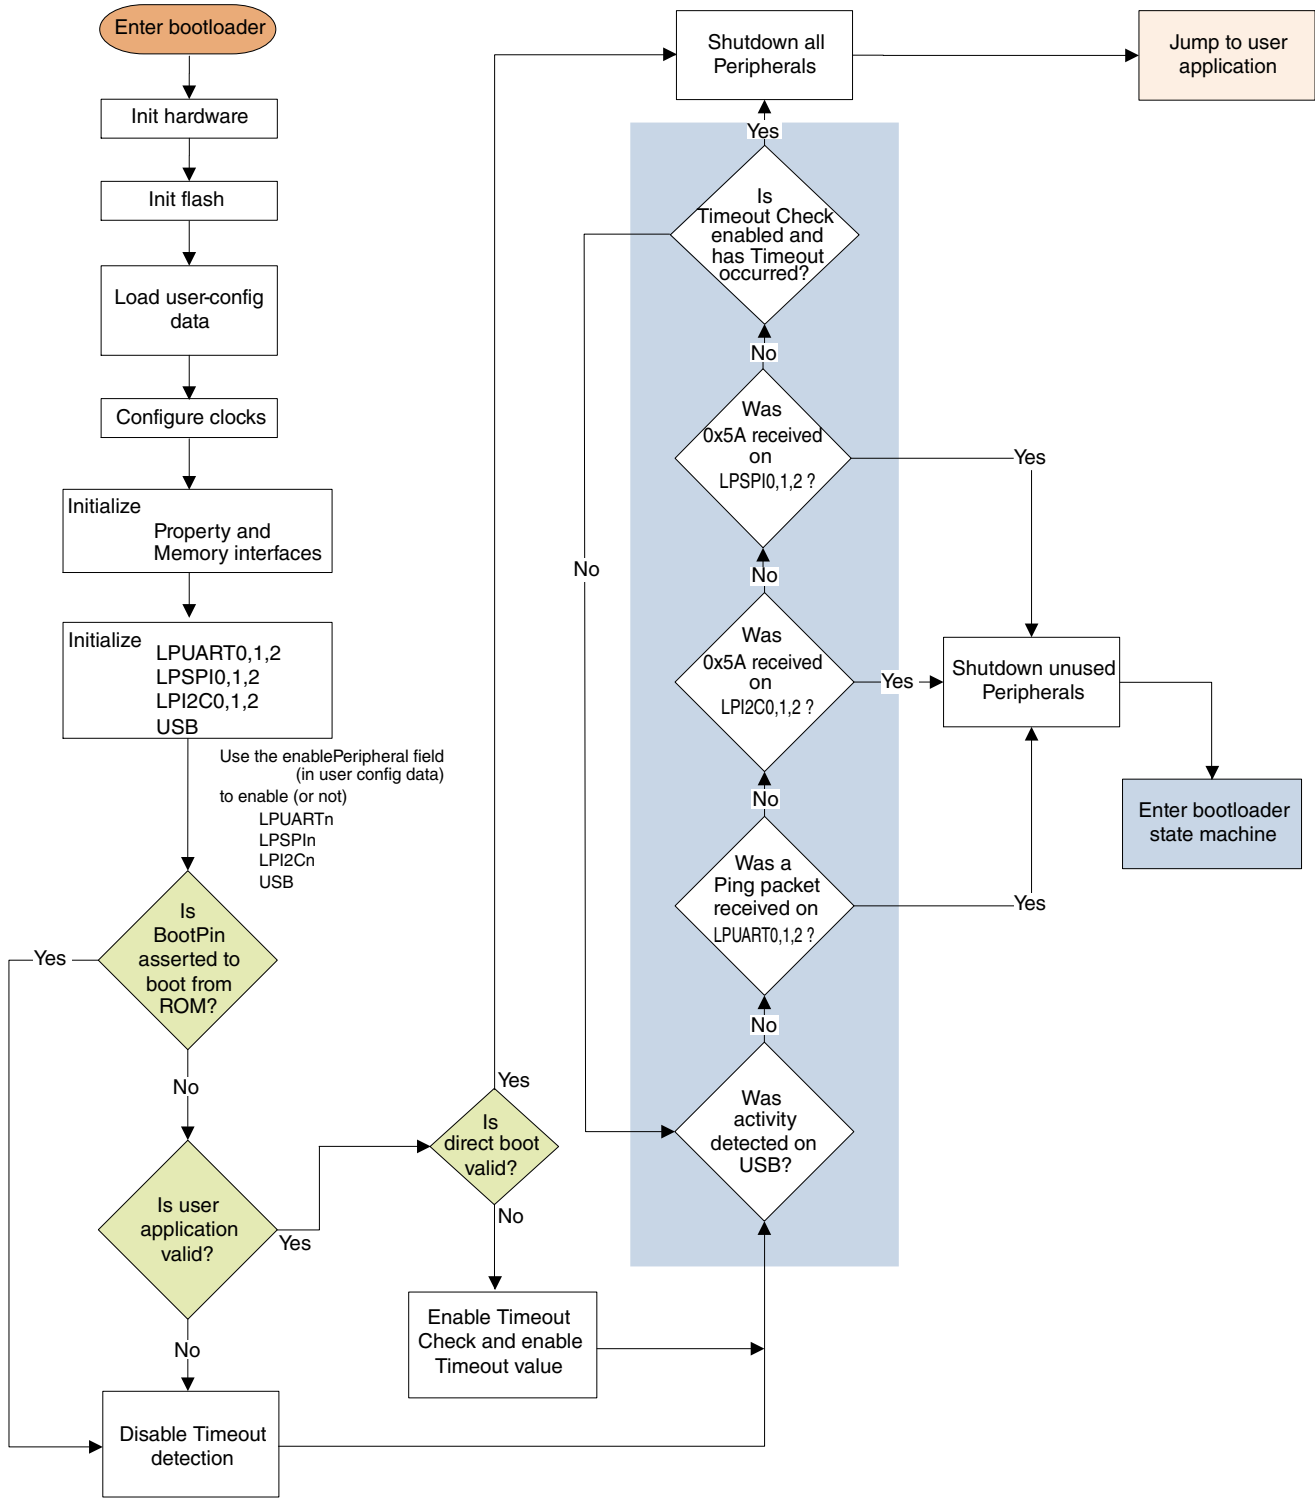 Enter bootloader
Init hardware
Init flash
Load user-config
data
Configure clocks
Initialize
Property and
Memory interfaces
Initialize
LPUART0,1,2
LPSPI0,1,2
LPI2C0,1,2
USB
Use the enablePeripheral field
(in user config data)
to enable (or not)
LPUARTn
LPSPIn
LPI2Cn
USB
Is
BootPin
asserted to
boot from
ROM?
Yes
No
Is user
application
valid?
Yes
No
Disable Timeout
detection
Is
direct boot
valid?
Yes
No
Enable Timeout
Check and enable
Timeout value
Shutdown all
Peripherals
Jump to user
application
Yes
Is
Timeout Check
enabled and
has Timeout
occurred?
No
No
Was
0x5A received
on
LPSPI0,1,2 ?
Yes
No
Was
0x5A received
on
LPI2C0,1,2 ?
Yes
No
Was a
Ping packet
received on
LPUART0,1,2 ?
Yes
No
Was
activity
detected on
USB?
Shutdown unused
Peripherals
Enter bootloader
state machine